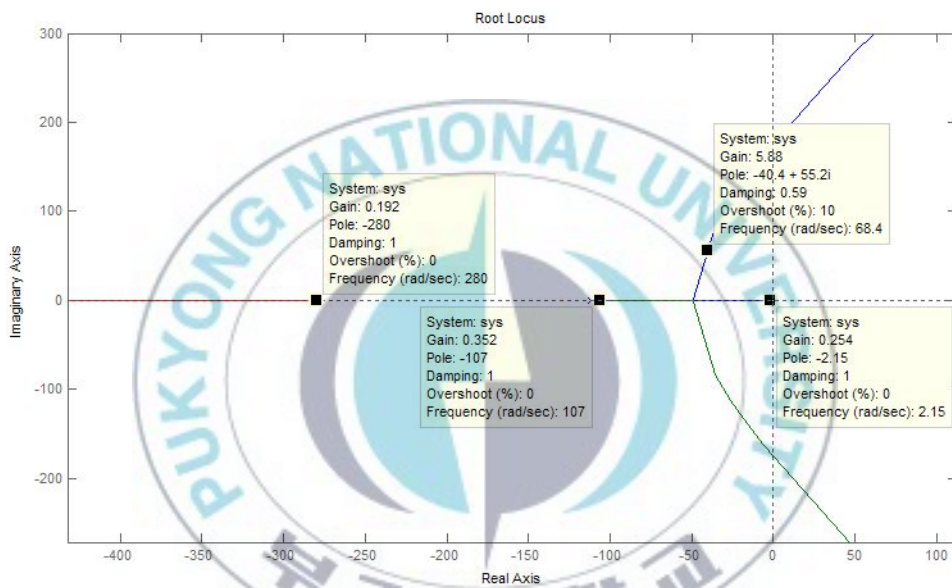 Root Locus
Imaginary Axis
300
200
100
0
-100
-200
System: sys
Gain: 0.192
Pole: -280
Damping: 1
Overshoot (%): 0
Frequency (rad/sec): 280
System: sys
Gain: 5.88
Pole: -40.4 + 55.2i
Damping: 0.59
Overshoot (%): 10
Frequency (rad/sec): 68.4
System: sys
Gain: 0.352
Pole: -107
Damping: 1
Overshoot (%): 0
Frequency (rad/sec): 107
System: sys
Gain: 0.254
Pole: -2.15
Damping: 1
Overshoot (%): 0
Frequency (rad/sec): 2.15
PUKYONG NATIONAL UNIVERSITY
-400
-300
-250
-200
-150
-100
-50
0
50
100
Real Axis